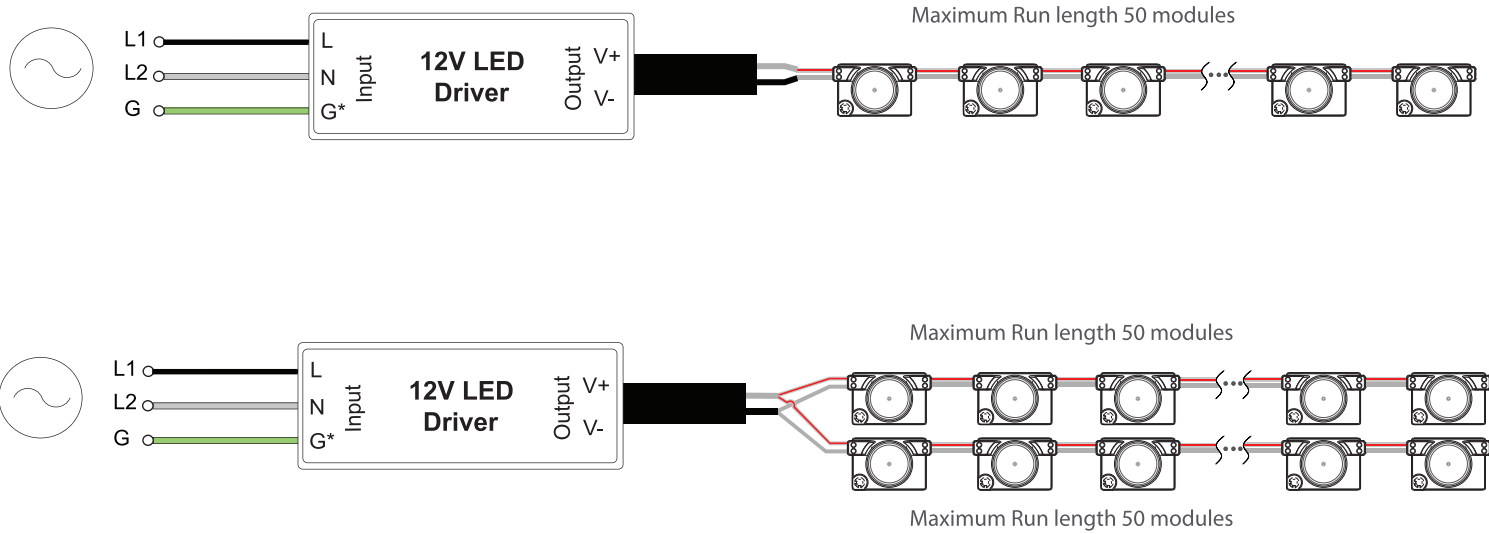 Maximum Run length 50 modules
L1
L2
G
L
N
G*
Input
12V LED
Driver
Output
V+
V-
Maximum Run length 50 modules
L1
L2
G
L
N
G*
Input
12V LED
Driver
Output
V+
V-
Maximum Run length 50 modules